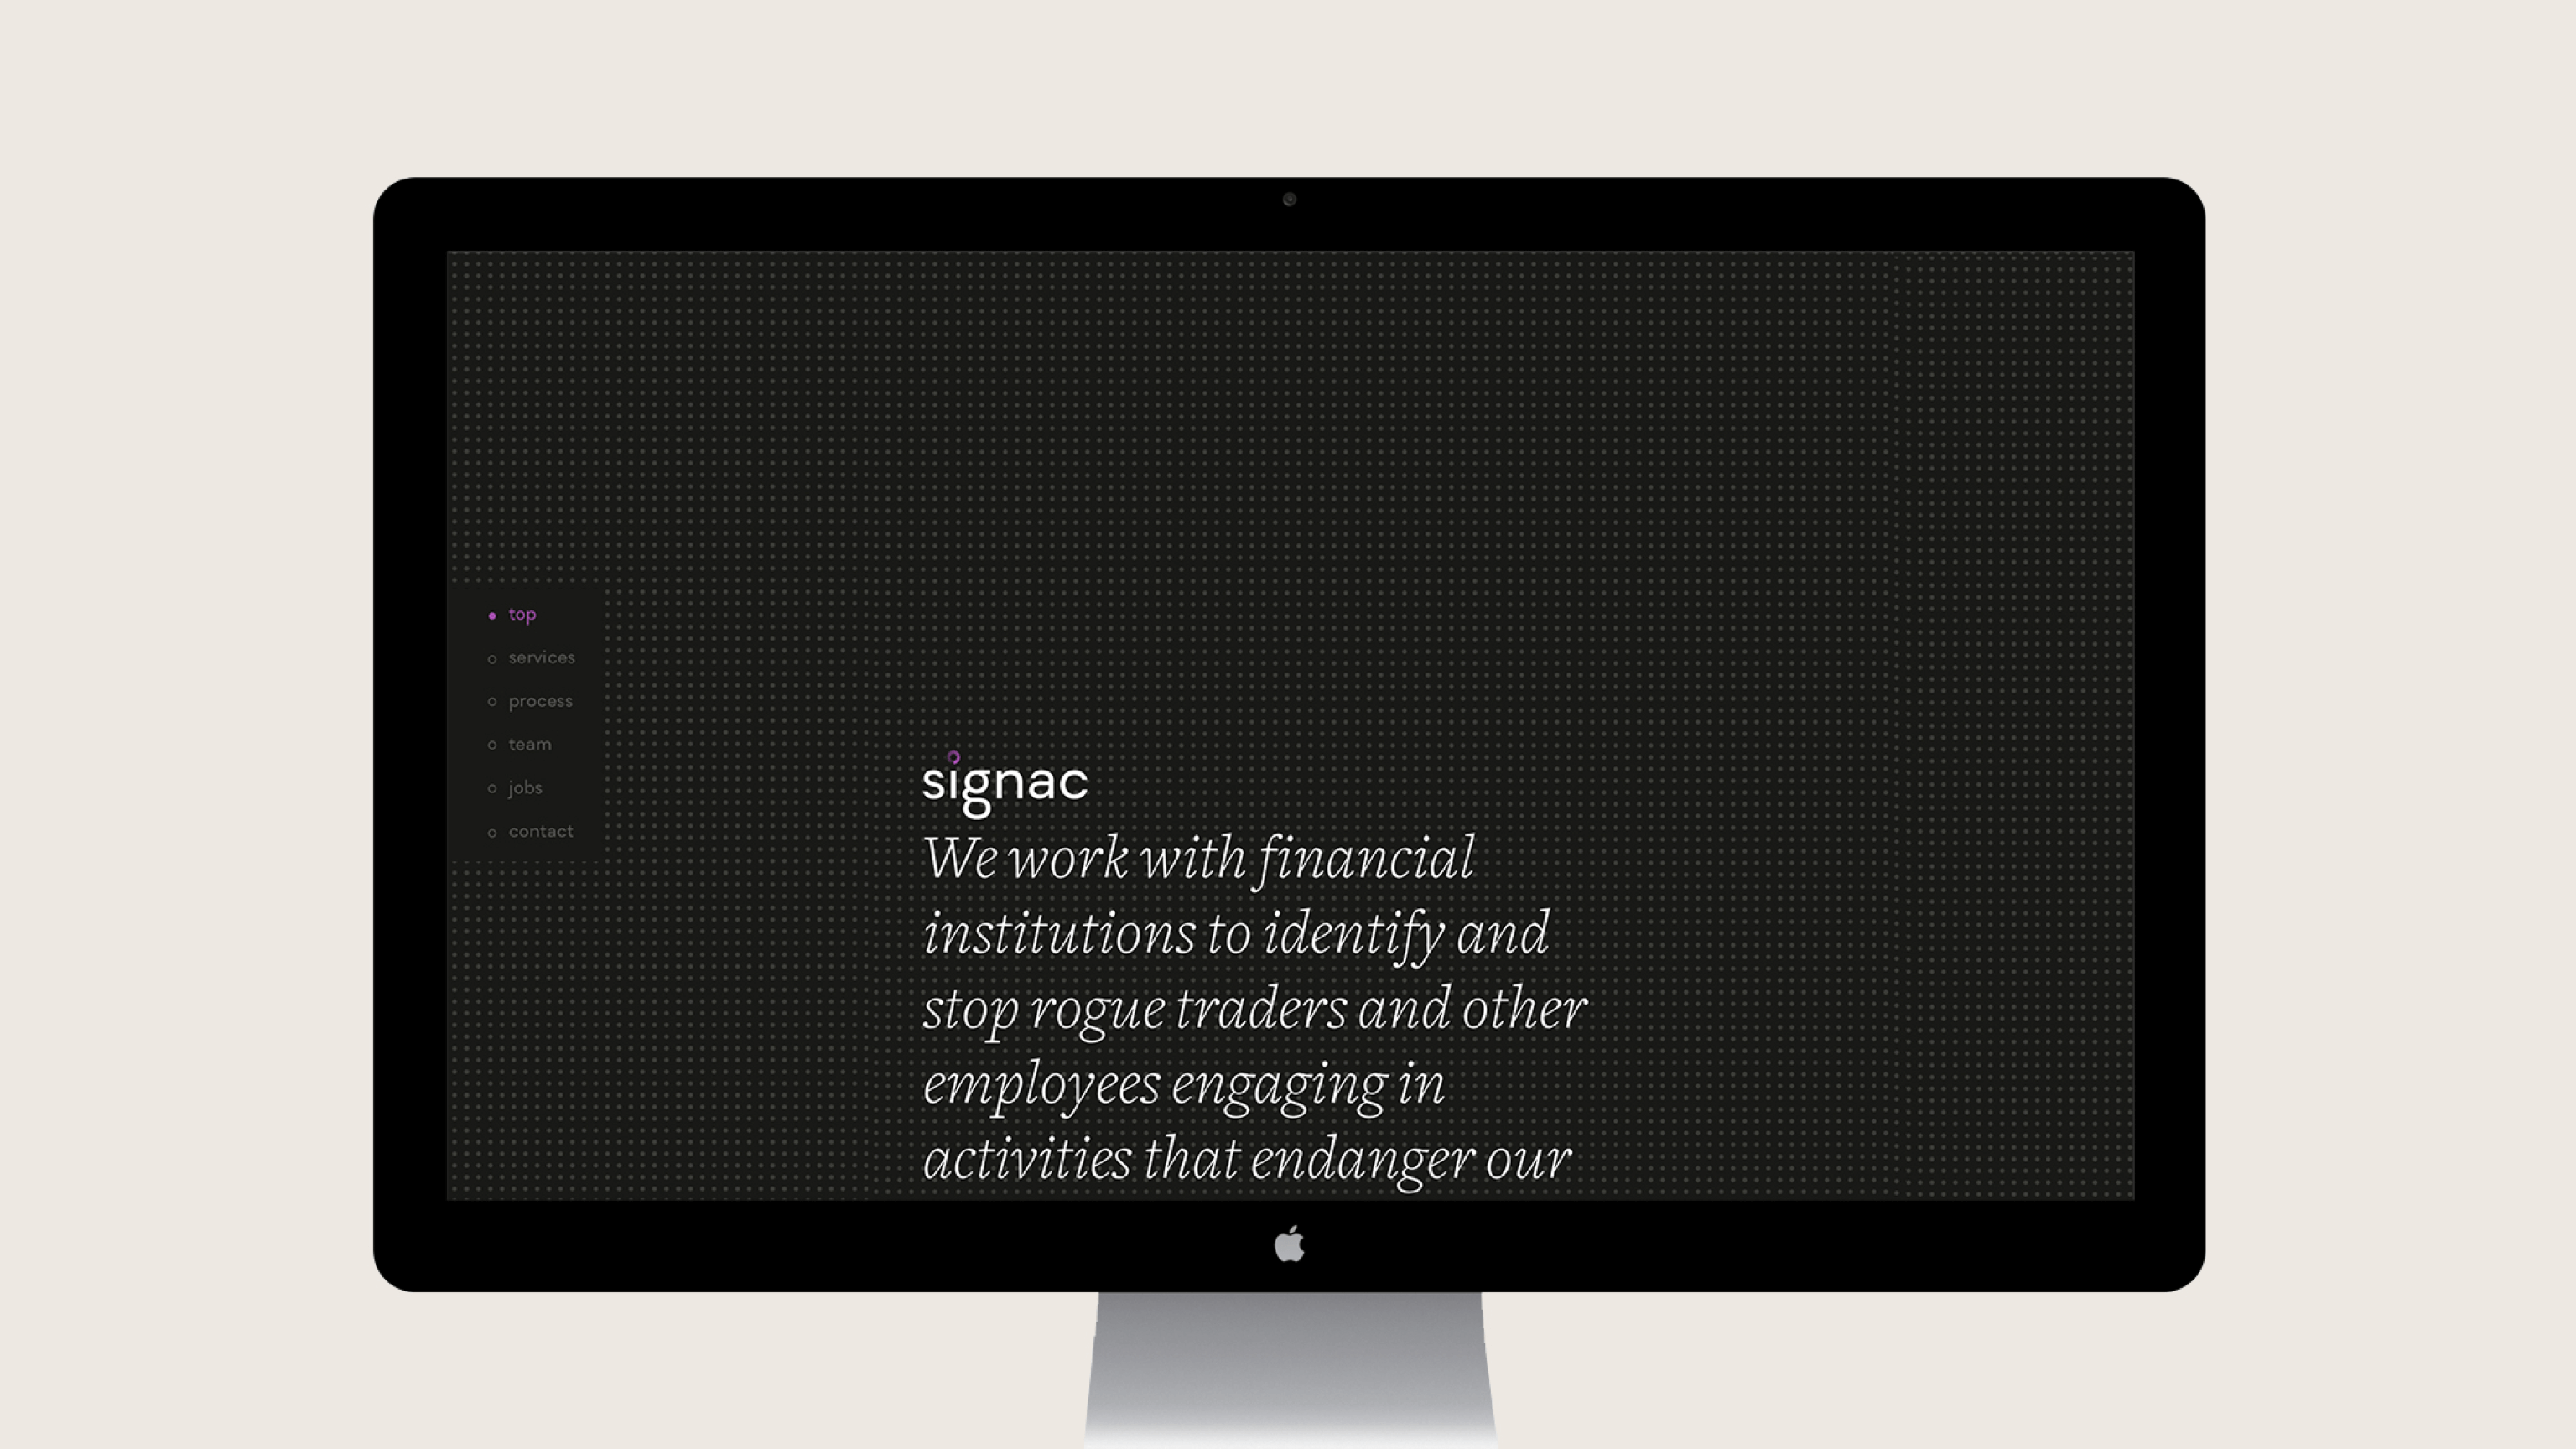 top
services
process
team
jobs
contact
signac
We work with financial
institutions to identify and
stop rogue traders and other
employees engaging in
activities that endanger our